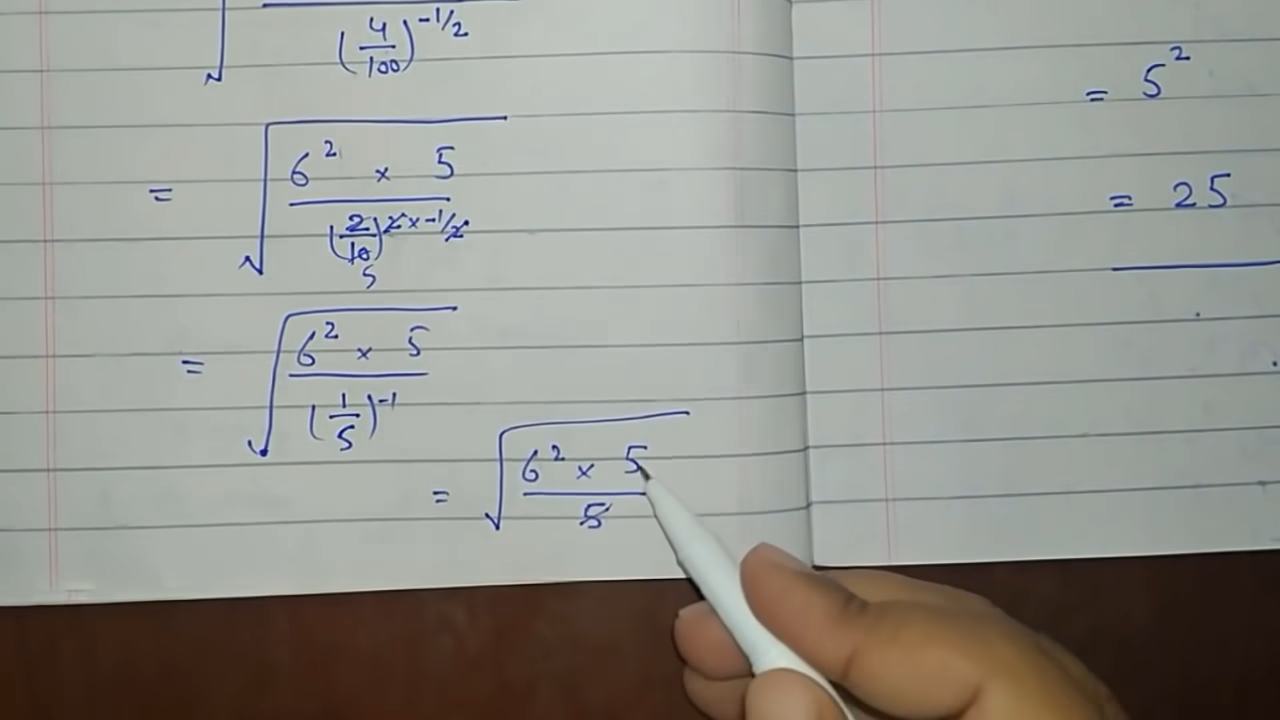 √ (4/100)^-1/2
= √ 6² × 5 / (2/10)^2×-1/2
5
= √ 6² × 5 / (1/5)^-1
= √ 6² × 5 / 5
= 5²
= 25